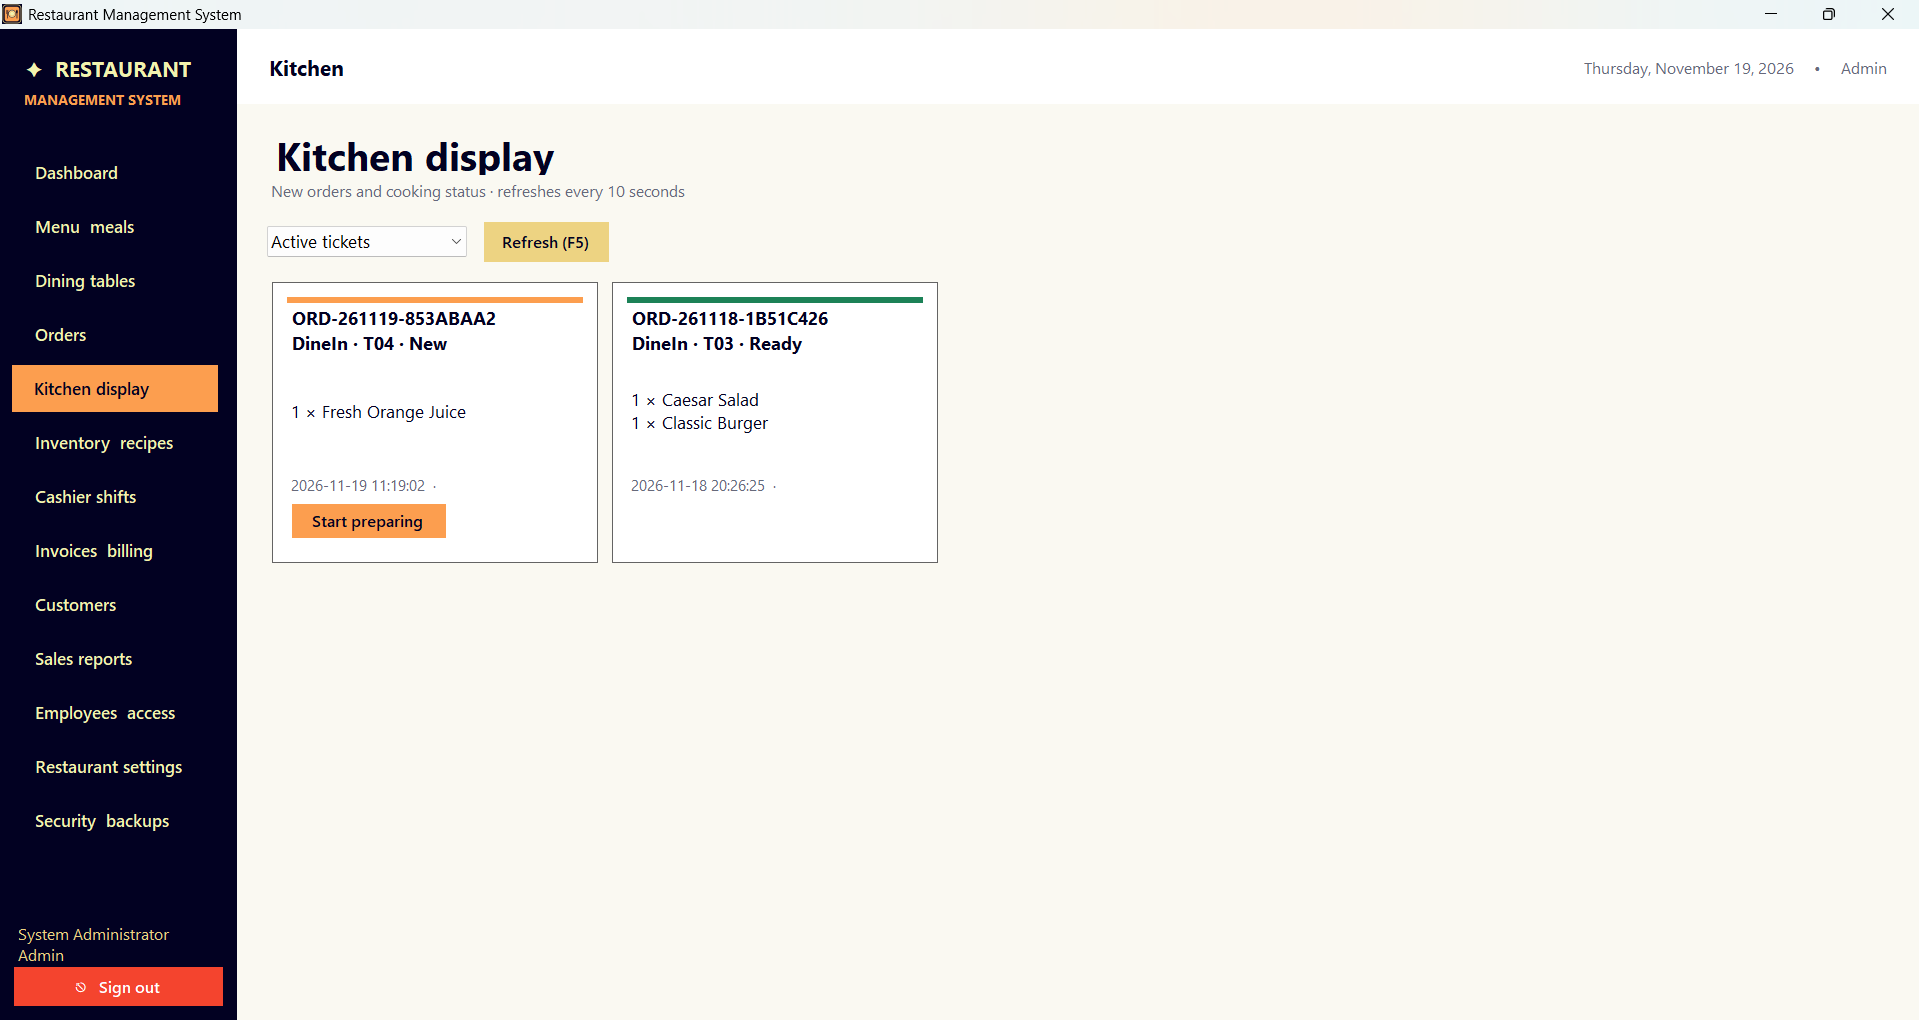 Restaurant Management System
✦ RESTAURANT
MANAGEMENT SYSTEM
Dashboard
Menu meals
Dining tables
Orders
Kitchen display
Inventory recipes
Cashier shifts
Invoices billing
Customers
Sales reports
Employees access
Restaurant settings
Security backups
System Administrator
Admin
Sign out
Kitchen
Thursday, November 19, 2026 • Admin
Kitchen display
New orders and cooking status · refreshes every 10 seconds
Active tickets
Refresh (F5)
ORD-261119-853ABAA2
DineIn · T04 · New
1 × Fresh Orange Juice
2026-11-19 11:19:02 ·
Start preparing
ORD-261118-1B51C426
DineIn · T03 · Ready
1 × Caesar Salad
1 × Classic Burger
2026-11-18 20:26:25 ·